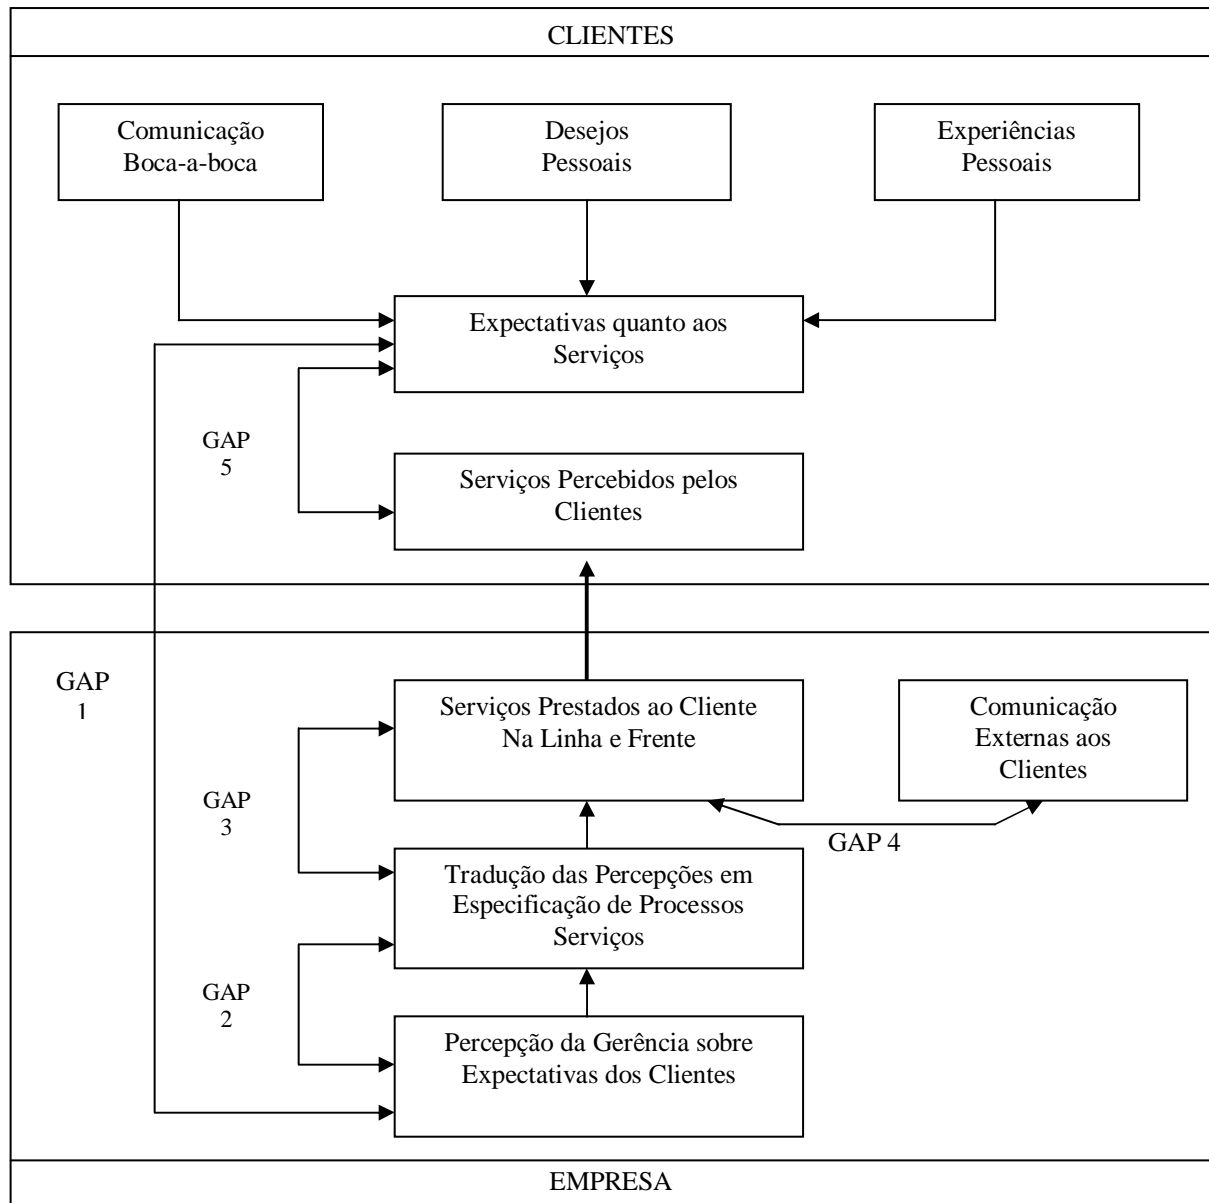 CLIENTES
Comunicação
Boca-a-boca
Desejos
Pessoais
Experiências
Pessoais
Expectativas quanto aos
Serviços
GAP
5
Serviços Percebidos pelos
Clientes
GAP
1
Serviços Prestados ao Cliente
Na Linha e Frente
Comunicação
Externas aos
Clientes
GAP
3
GAP 4
Tradução das Percepções em
Especificação de Processos
Serviços
GAP
2
Percepção da Gerência sobre
Expectativas dos Clientes
EMPRESA